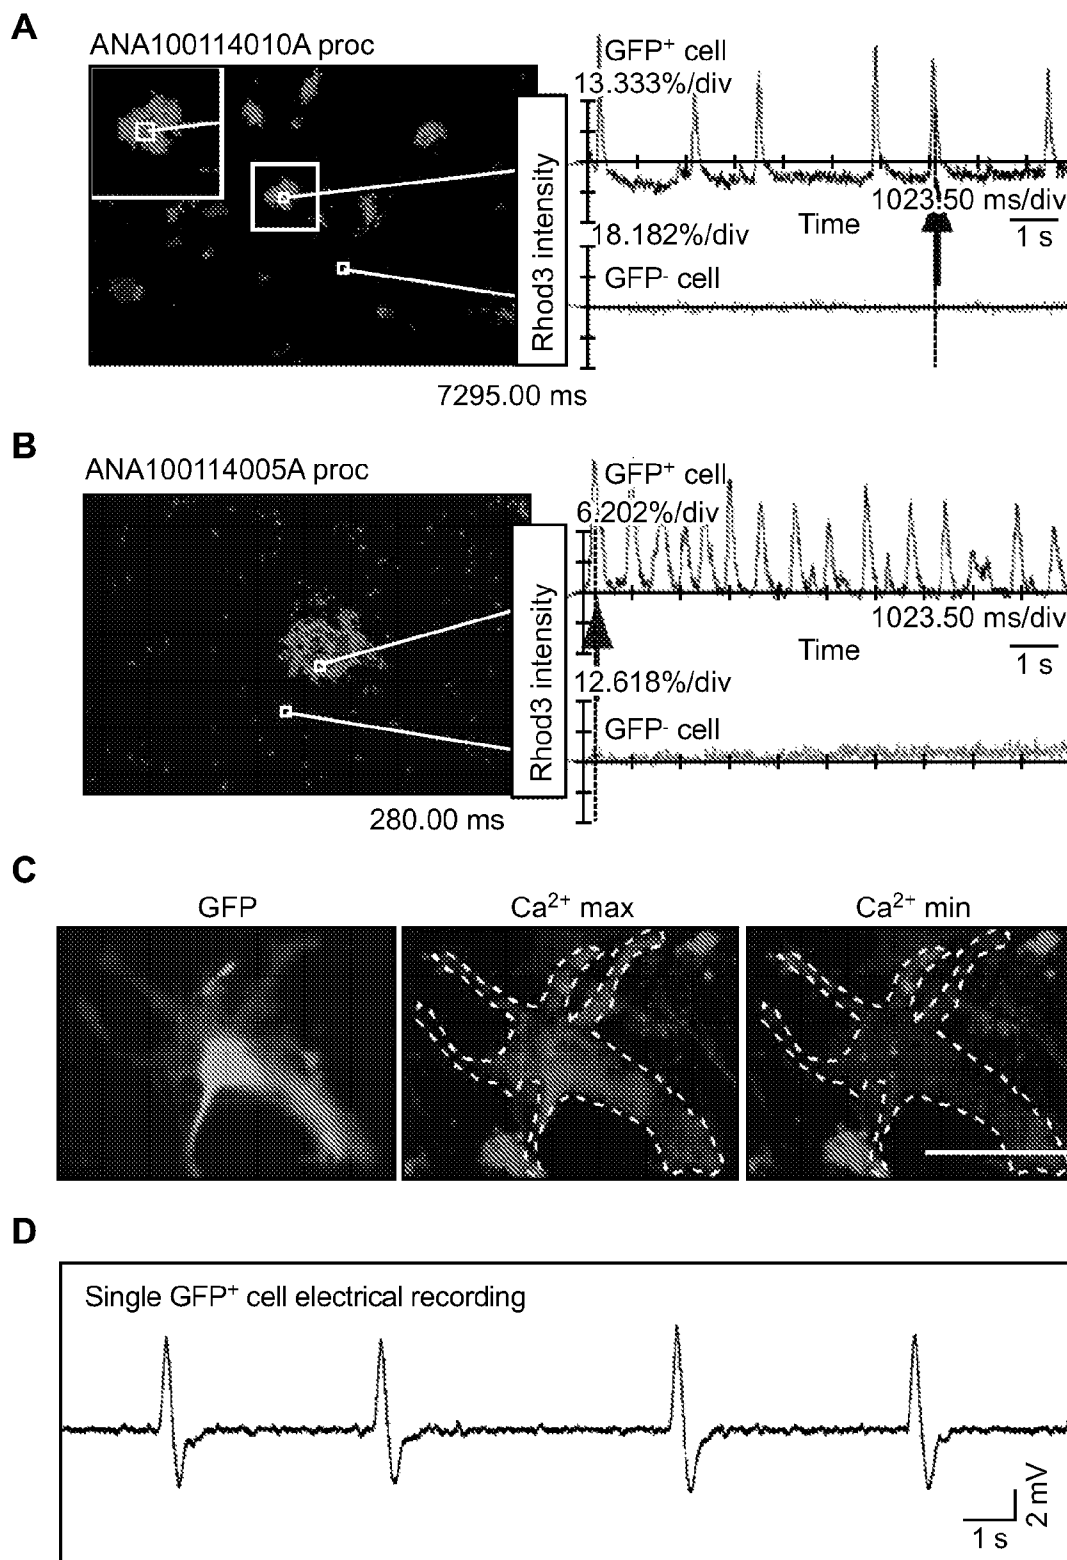 A
ANA100114010A proc
GFP⁺ cell
13.333%/div
Rhod3 intensity
1023.50 ms/div
Time
1 s
18.182%/div
GFP⁻ cell
7295.00 ms
B
ANA100114005A proc
GFP⁺ cell
6.202%/div
Rhod3 intensity
1023.50 ms/div
Time
1 s
12.618%/div
GFP⁻ cell
280.00 ms
C
GFP
Ca²⁺ max
Ca²⁺ min
D
Single GFP⁺ cell electrical recording
2 mV
1 s